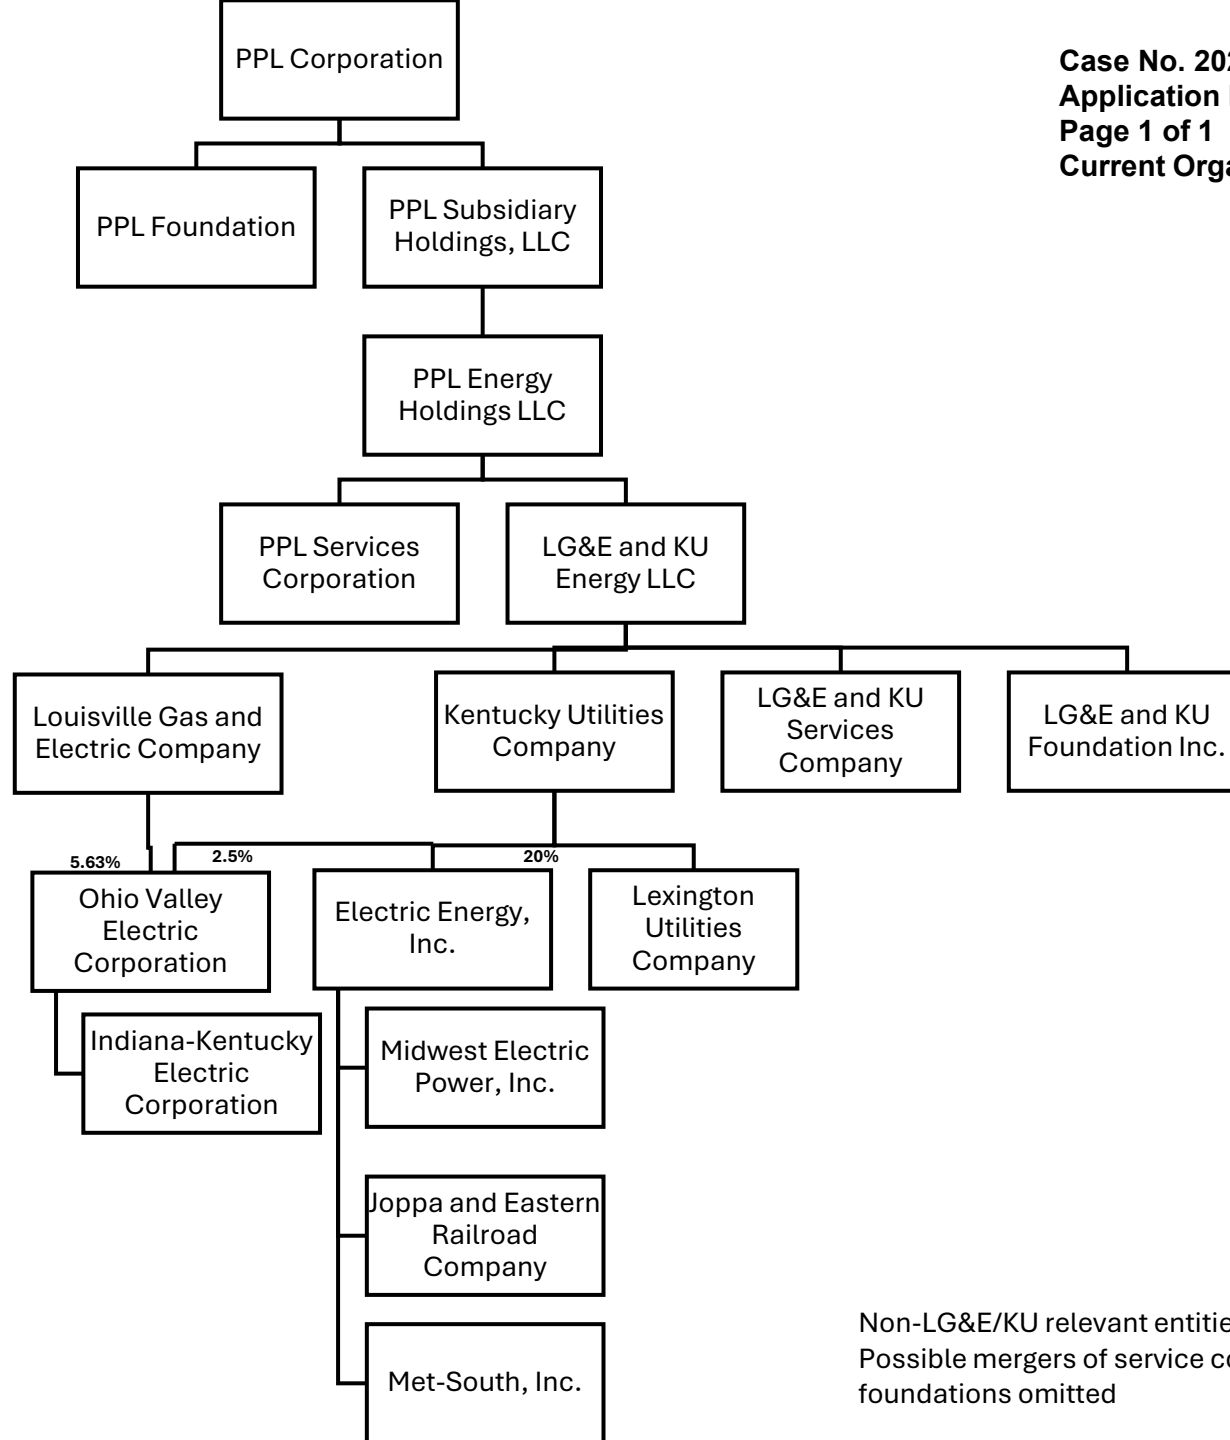 PPL Corporation
Case No. 202
Application
Page 1 of 1
Current Orga
PPL Foundation
PPL Subsidiary
Holdings, LLC
PPL Energy
Holdings LLC
PPL Services
Corporation
LG&E and KU
Energy LLC
Louisville Gas and
Electric Company
Kentucky Utilities
Company
LG&E and KU
Services
Company
LG&E and KU
Foundation Inc.
5.63%
2.5%
20%
Ohio Valley
Electric
Corporation
Electric Energy,
Inc.
Lexington
Utilities
Company
Indiana-Kentucky
Electric
Corporation
Midwest Electric
Power, Inc.
Joppa and Eastern
Railroad
Company
Met-South, Inc.
Non-LG&E/KU relevant entitie
Possible mergers of service co
foundations omitted